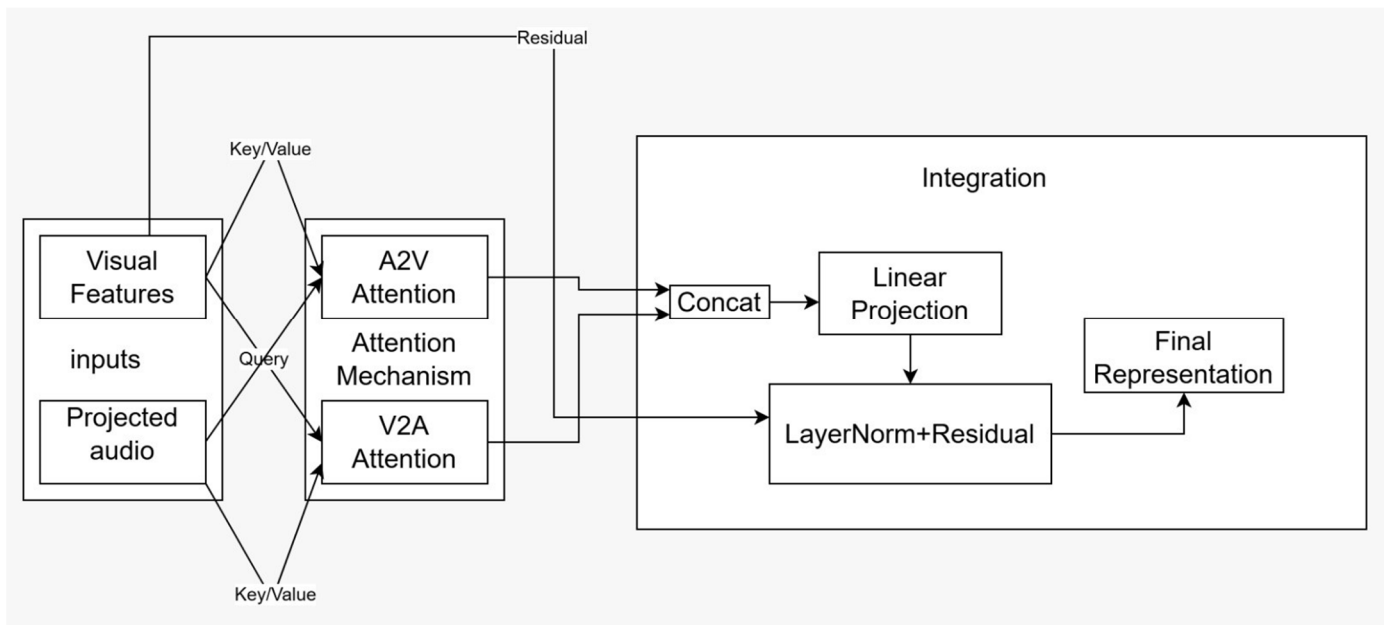 Residual
Key/Value
Integration
Visual
Features
A2V
Attention
inputs
Query
Attention
Mechanism
Projected
audio
V2A
Attention
Key/Value
Concat
Linear
Projection
LayerNorm+Residual
Final
Representation